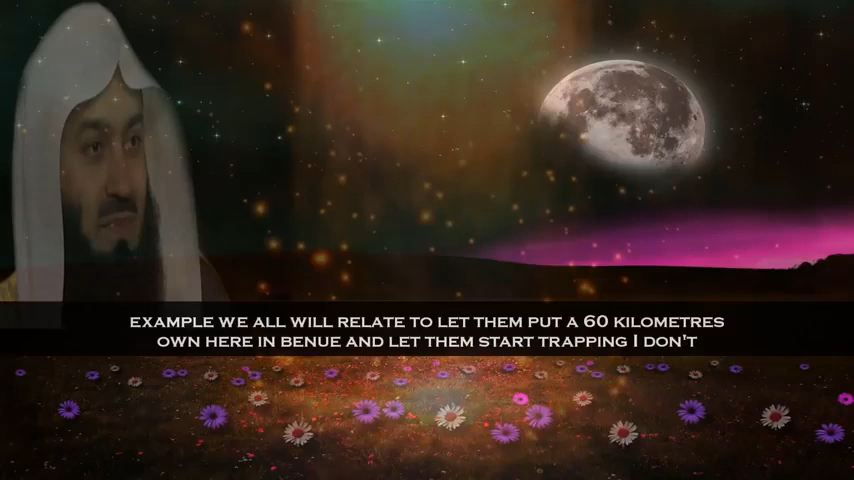 EXAMPLE WE ALL WILL RELATE TO LET THEM PUT A 60 KILOMETRES
OWN HERE IN BENUE AND LET THEM START TRAPPING I DON'T